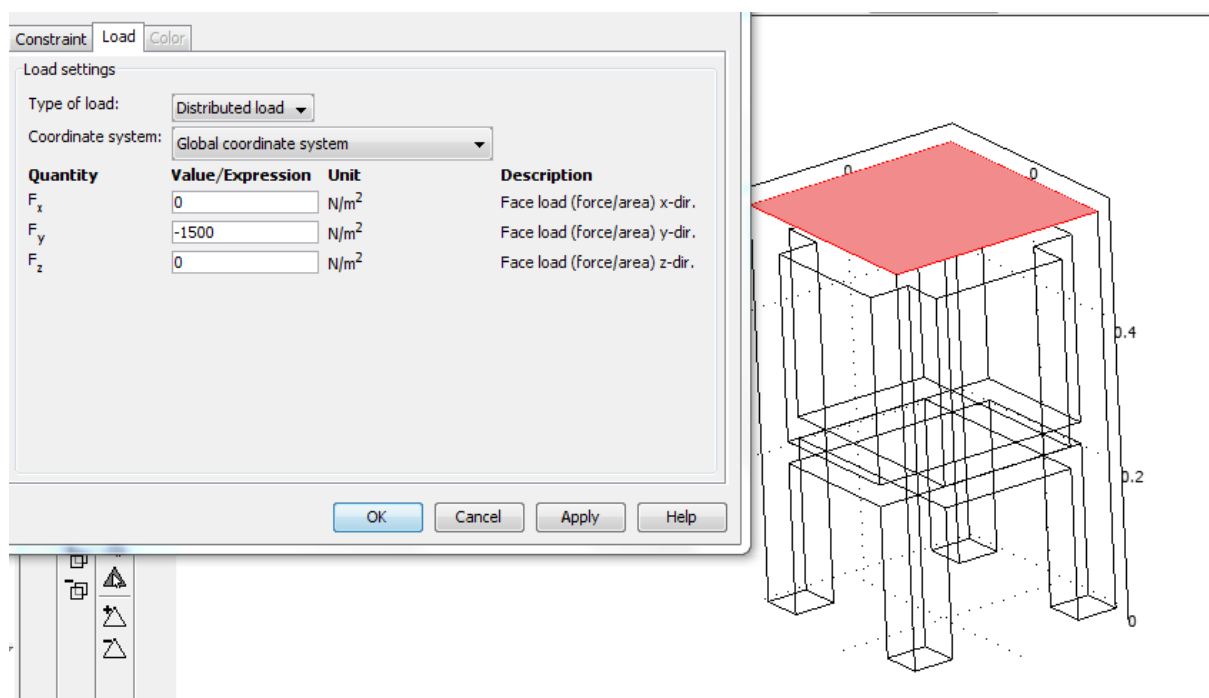 Constraint Load Color
Load settings
Type of load: Distributed load
Coordinate system: Global coordinate system
Quantity Value/Expression Unit Description
Fx 0 N/m² Face load (force/area) x-dir.
Fy -1500 N/m² Face load (force/area) y-dir.
Fz 0 N/m² Face load (force/area) z-dir.
OK Cancel Apply Help
0 0
0.4
0.2
0